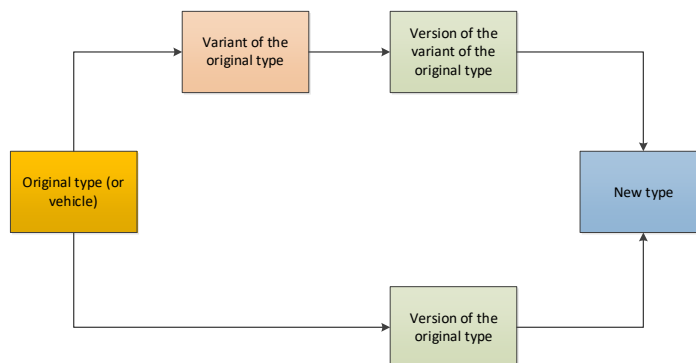 Variant of the
original type
Version of the
variant of the
original type
Original type (or
vehicle)
New type
Version of the
original type